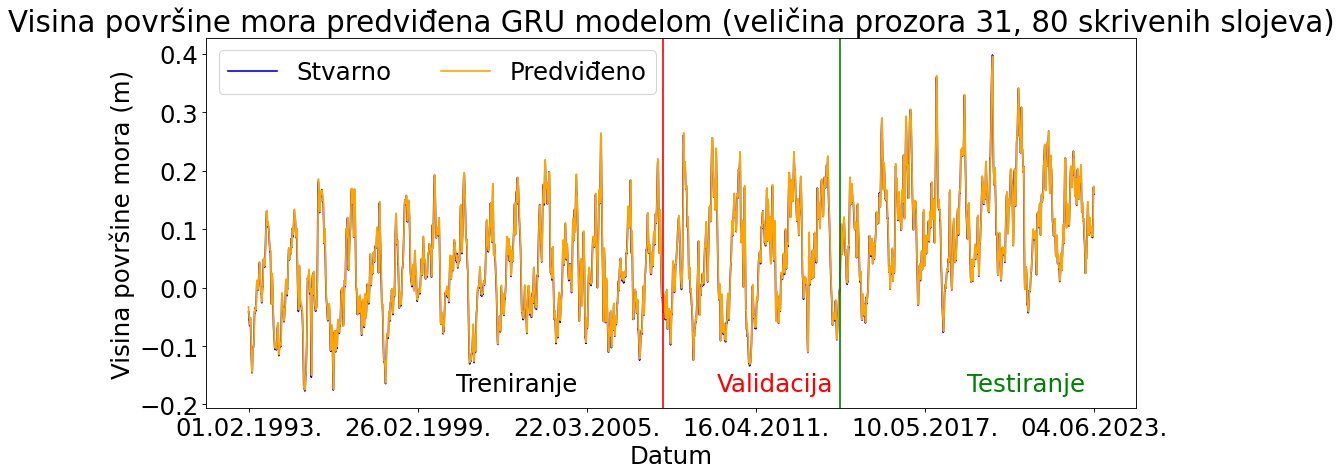 Visina površine mora predviđena GRU modelom (veličina prozora 31, 80 skrivenih slojeva)
Stvarno Predviđeno
Visina površine mora (m)
0.4
0.3
0.2
0.1
0.0
−0.1
−0.2
Treniranje Validacija Testiranje
01.02.1993. 26.02.1999. 22.03.2005. 16.04.2011. 10.05.2017. 04.06.2023.
Datum